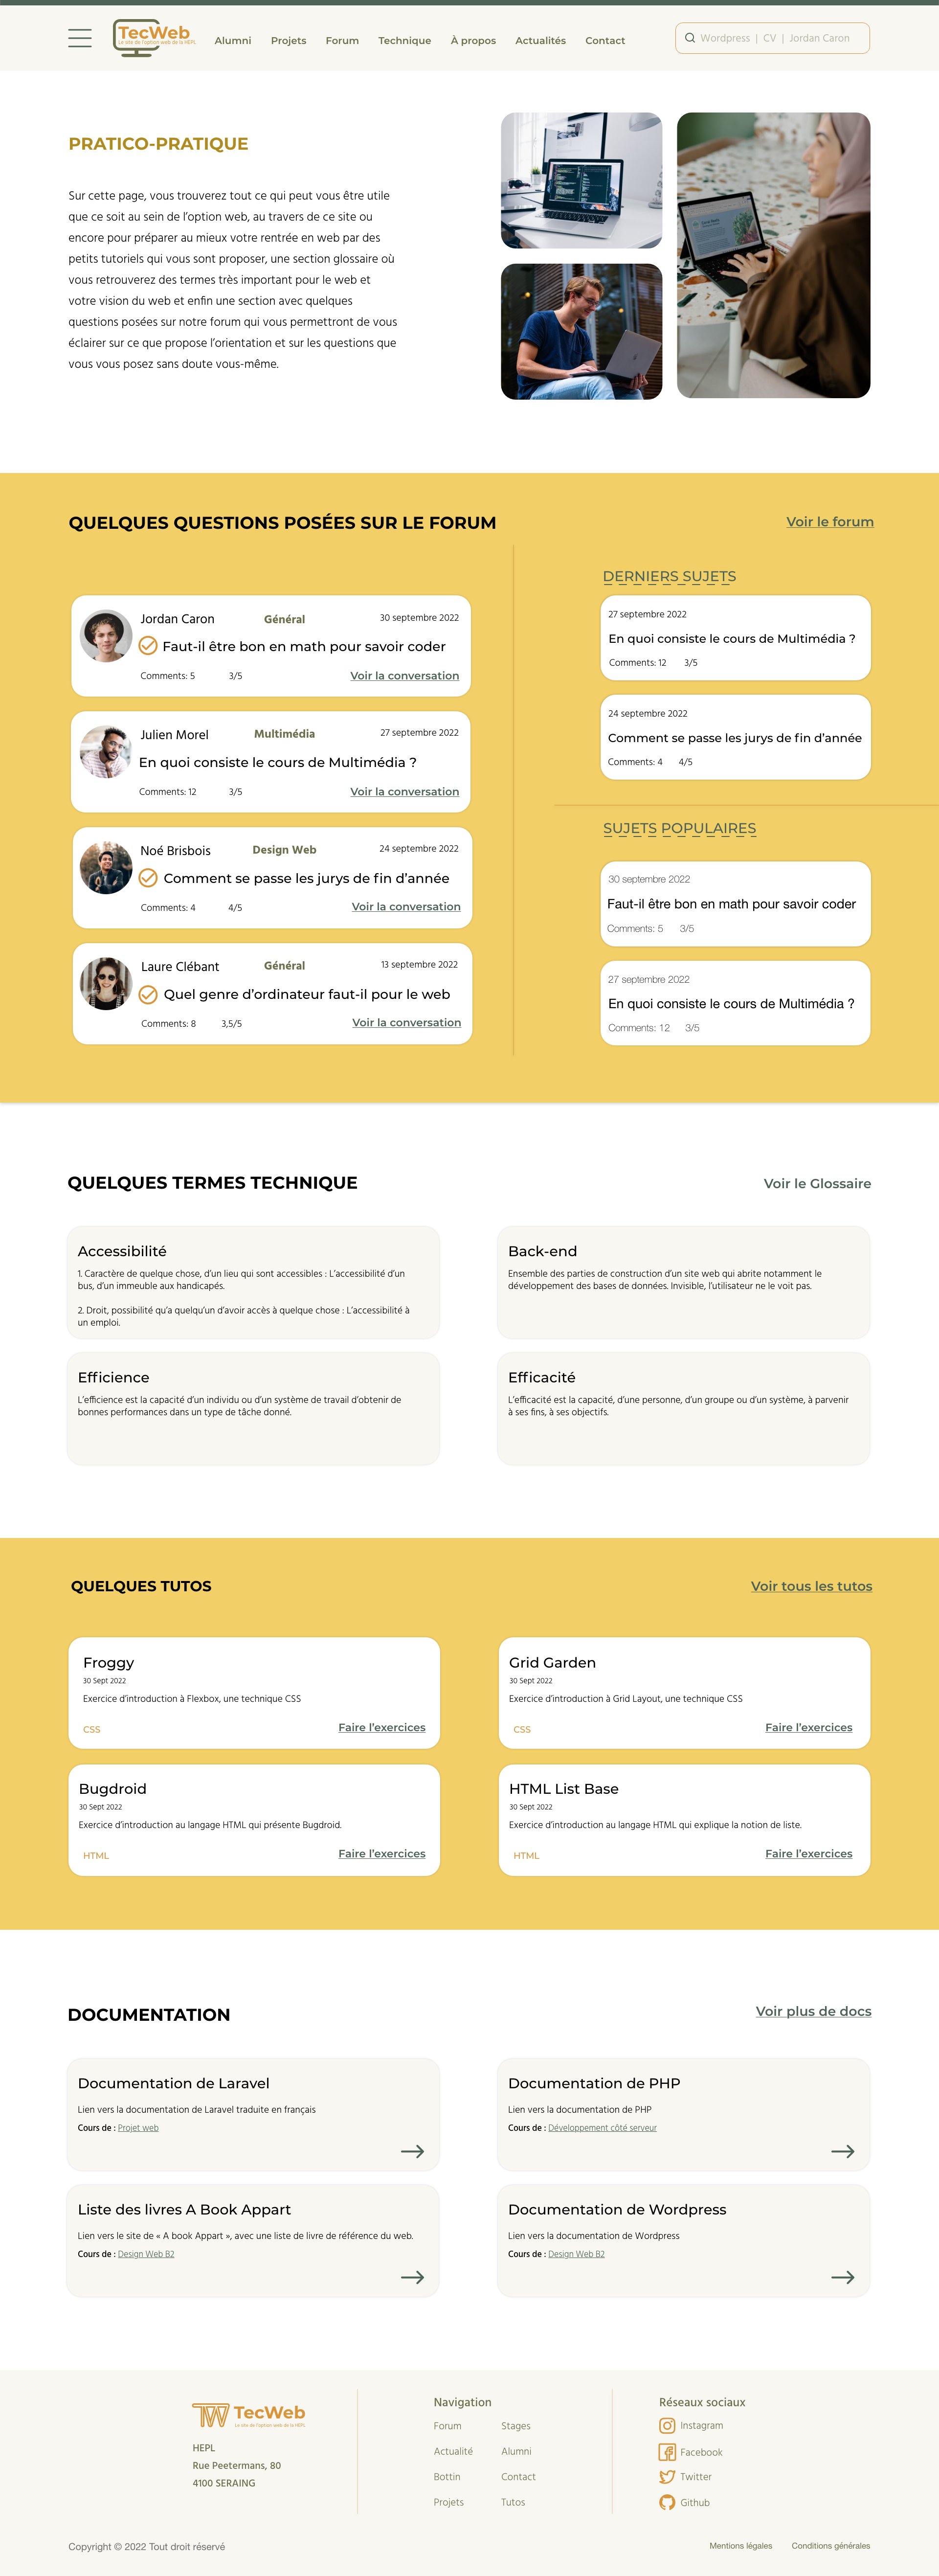 TecWeb
Le site de l'option web de la HEPL
Alumni Projets Forum Technique À propos Actualités Contact
Wordpress | CV | Jordan Caron
PRATICO-PRATIQUE
Sur cette page, vous trouverez tout ce qui peut vous être utile
que ce soit au sein de l'option web, au travers de ce site ou
encore pour préparer au mieux votre rentrée en web par des
petits tutoriels qui vous sont proposer, une section glossaire où
vous retrouverez des termes très important pour le web et
votre vision du web et enfin une section avec quelques
questions posées sur notre forum qui vous permettront de vous
éclairer sur ce que propose l'orientation et sur les questions que
vous vous posez sans doute vous-même.
QUELQUES QUESTIONS POSÉES SUR LE FORUM
Voir le forum
Jordan Caron Général 30 septembre 2022
Faut-il être bon en math pour savoir coder
Comments: 5 3/5 Voir la conversation
Julien Morel Multimédia 27 septembre 2022
En quoi consiste le cours de Multimédia ?
Comments: 12 3/5 Voir la conversation
Noé Brisbois Design Web 24 septembre 2022
Comment se passe les jurys de fin d'année
Comments: 4 4/5 Voir la conversation
Laure Clébant Général 13 septembre 2022
Quel genre d'ordinateur faut-il pour le web
Comments: 8 3,5/5 Voir la conversation
DERNIERS SUJETS
27 septembre 2022
En quoi consiste le cours de Multimédia ?
Comments: 12 3/5
24 septembre 2022
Comment se passe les jurys de fin d'année
Comments: 4 4/5
SUJETS POPULAIRES
30 septembre 2022
Faut-il être bon en math pour savoir coder
Comments: 5 3/5
27 septembre 2022
En quoi consiste le cours de Multimédia ?
Comments: 12 3/5
QUELQUES TERMES TECHNIQUE
Voir le Glossaire
Accessibilité
1. Caractère de quelque chose, d'un lieu qui sont accessibles : L'accessibilité d'un
bus, d'un immeuble aux handicapés.
2. Droit, possibilité qu'a quelqu'un d'avoir accès à quelque chose : L'accessibilité à
un emploi.
Back-end
Ensemble des parties de construction d'un site web qui abrite notamment le
développement des bases de données. Invisible, l'utilisateur ne le voit pas.
Efficience
L'efficience est la capacité d'un individu ou d'un système de travail d'obtenir de
bonnes performances dans un type de tâche donné.
Efficacité
L'efficacité est la capacité, d'une personne, d'un groupe ou d'un système, à parvenir
à ses fins, à ses objectifs.
QUELQUES TUTOS
Voir tous les tutos
Froggy
30 Sept 2022
Exercice d'introduction à Flexbox, une technique CSS
CSS Faire l'exercices
Grid Garden
30 Sept 2022
Exercice d'introduction à Grid Layout, une technique CSS
CSS Faire l'exercices
Bugdroid
30 Sept 2022
Exercice d'introduction au langage HTML qui présente Bugdroid.
HTML Faire l'exercices
HTML List Base
30 Sept 2022
Exercice d'introduction au langage HTML qui explique la notion de liste.
HTML Faire l'exercices
DOCUMENTATION
Voir plus de docs
Documentation de Laravel
Lien vers la documentation de Laravel traduite en français
Cours de : Projet web
Documentation de PHP
Lien vers la documentation de PHP
Cours de : Développement côté serveur
Liste des livres A Book Appart
Lien vers le site de « A book Appart », avec une liste de livre de référence du web.
Cours de : Design Web B2
Documentation de Wordpress
Lien vers la documentation de Wordpress
Cours de : Design Web B2
TW TecWeb
Le site de l'option web de la HEPL
HEPL
Rue Peetermans, 80
4100 SERAING
Navigation
Forum Stages
Actualité Alumni
Bottin Contact
Projets Tutos
Réseaux sociaux
Instagram
Facebook
Twitter
Github
Copyright © 2022 Tout droit réservé
Mentions légales Conditions générales